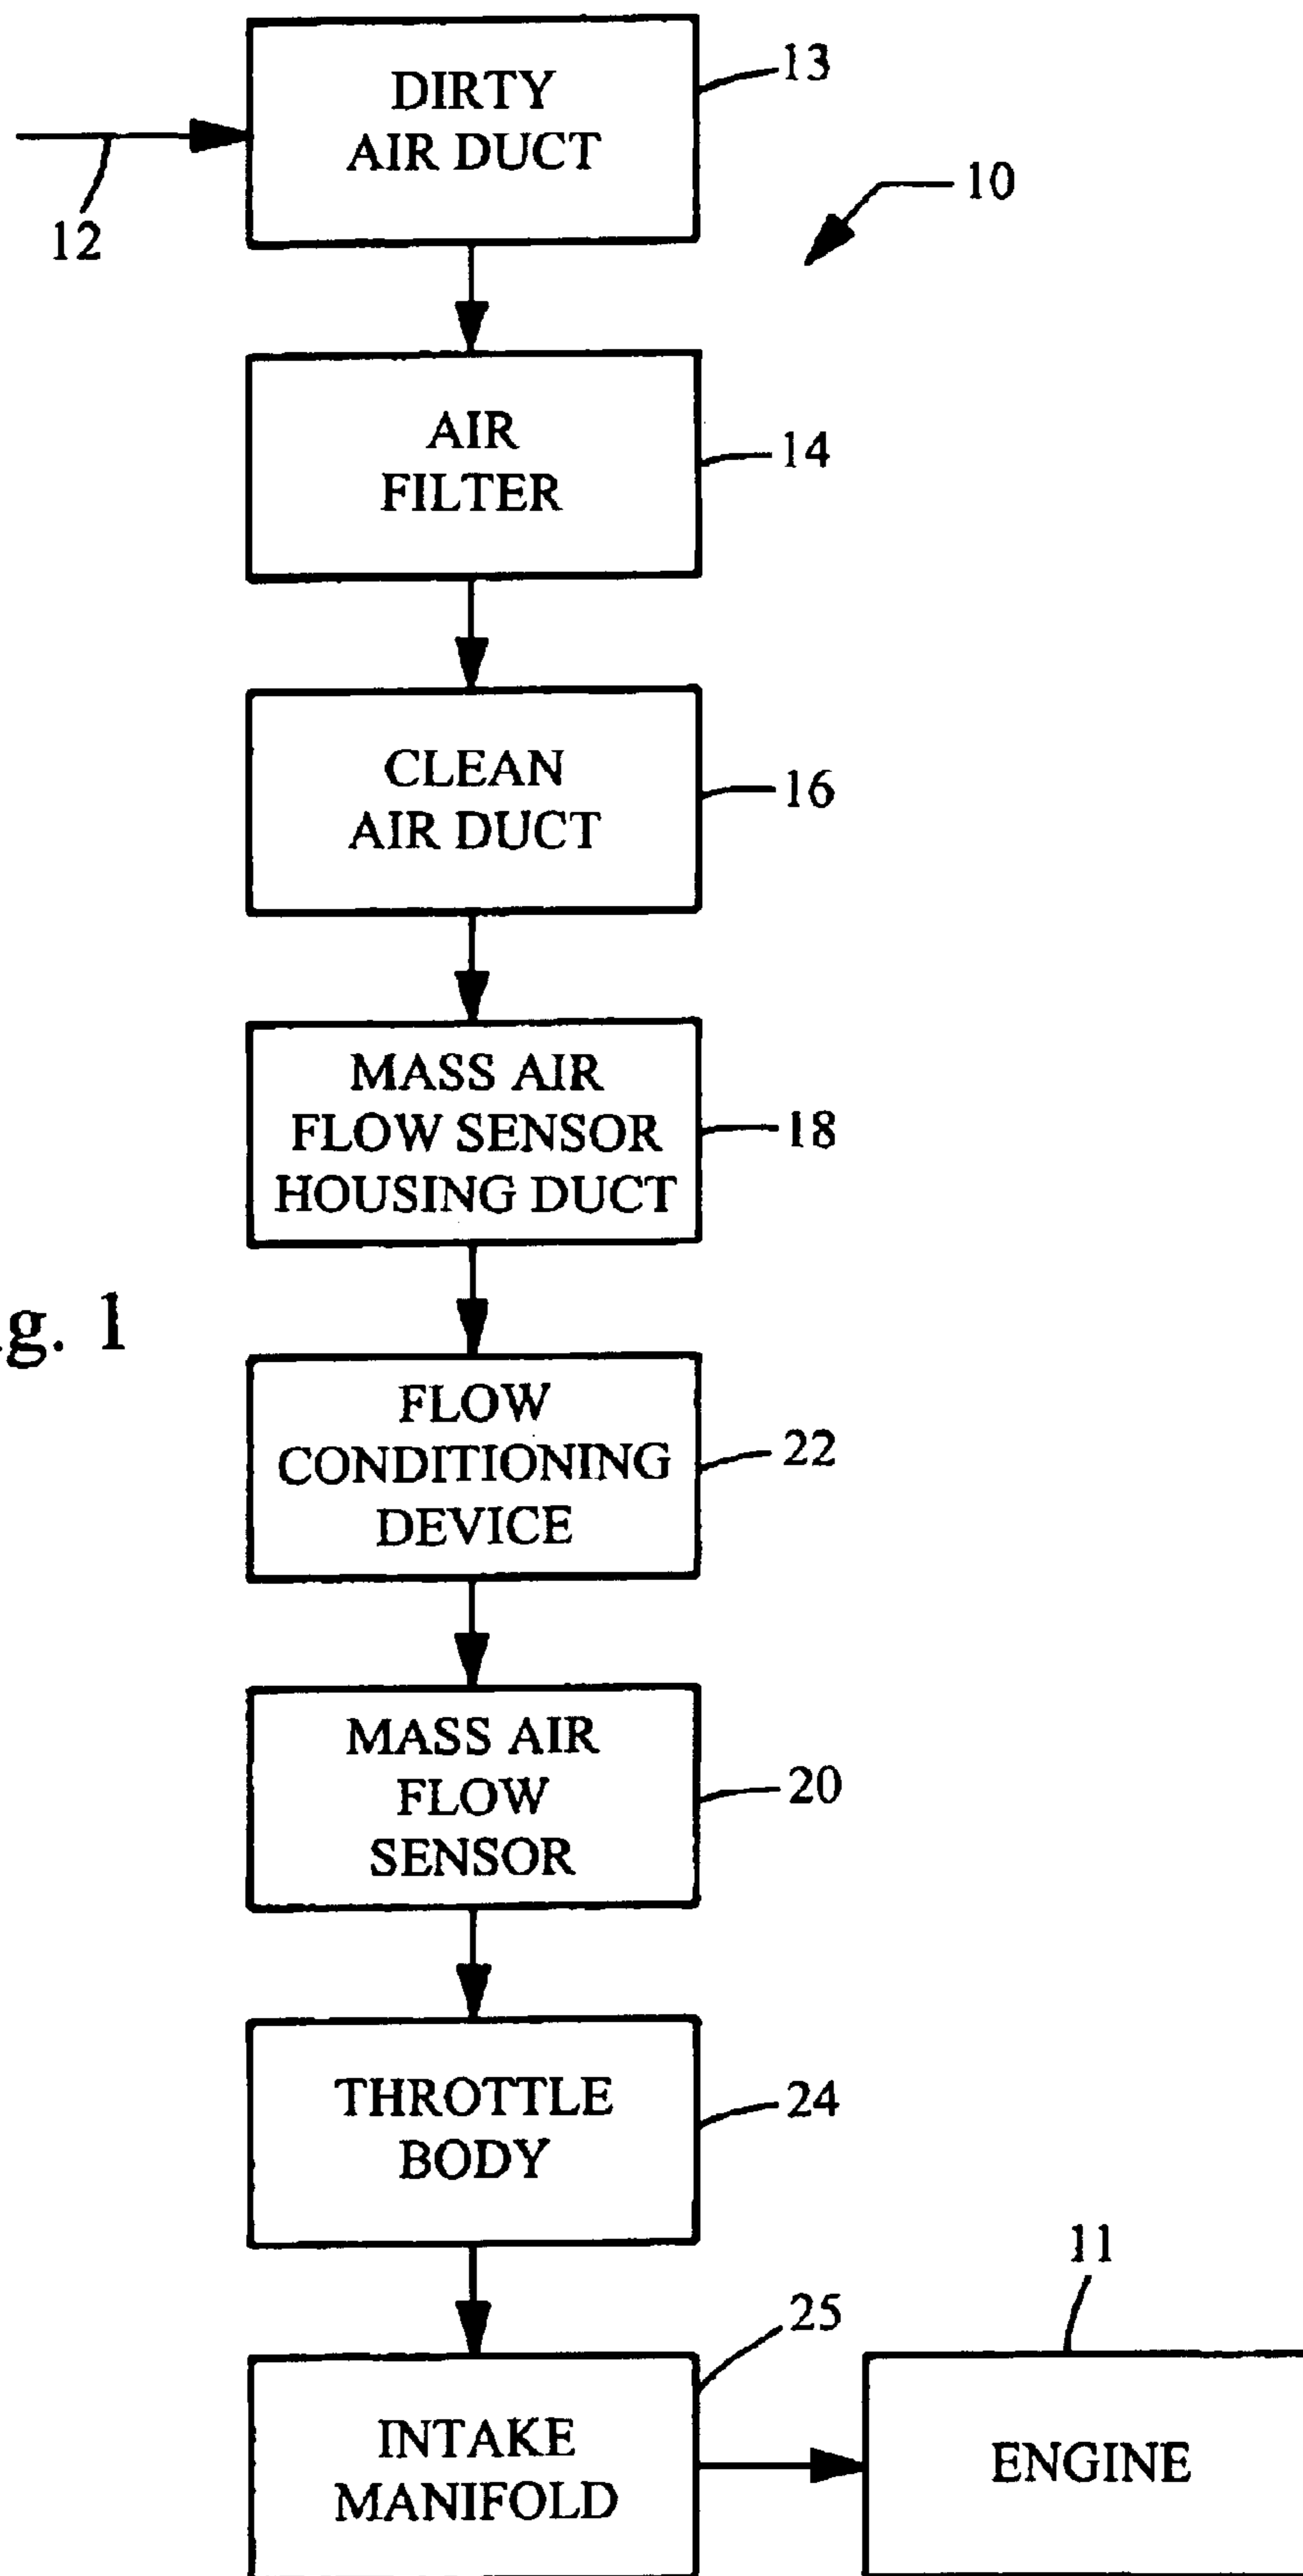 DIRTY
AIR DUCT
13
12
10
AIR
FILTER
14
CLEAN
AIR DUCT
16
MASS AIR
FLOW SENSOR
HOUSING DUCT
18
g. 1
FLOW
CONDITIONING
DEVICE
22
MASS AIR
FLOW
SENSOR
20
THROTTLE
BODY
24
INTAKE
MANIFOLD
25
11
ENGINE